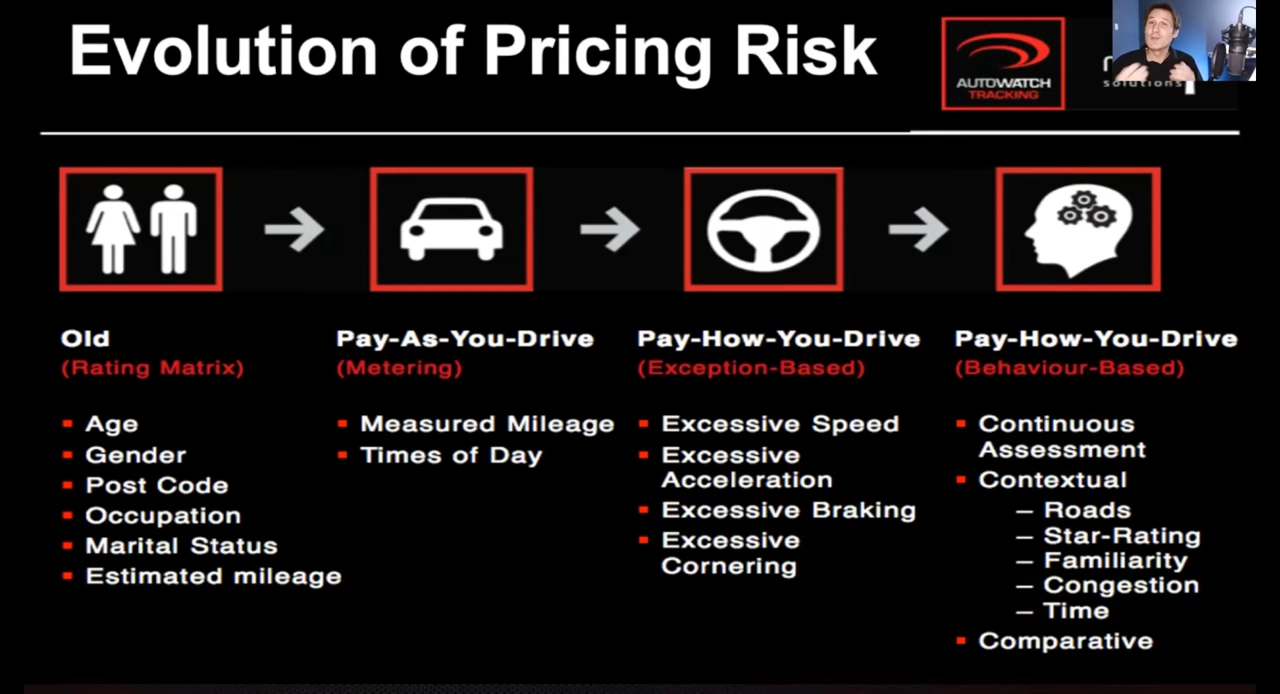 Evolution of Pricing Risk
AUTOWATCH
TRACKING
solutions
Old
(Rating Matrix)
Age
Gender
Post Code
Occupation
Marital Status
Estimated mileage
Pay-As-You-Drive
(Metering)
Measured Mileage
Times of Day
Pay-How-You-Drive
(Exception-Based)
Excessive Speed
Excessive
Acceleration
Excessive Braking
Excessive
Cornering
Pay-How-You-Drive
(Behaviour-Based)
Continuous
Assessment
Contextual
– Roads
– Star-Rating
– Familiarity
– Congestion
– Time
Comparative